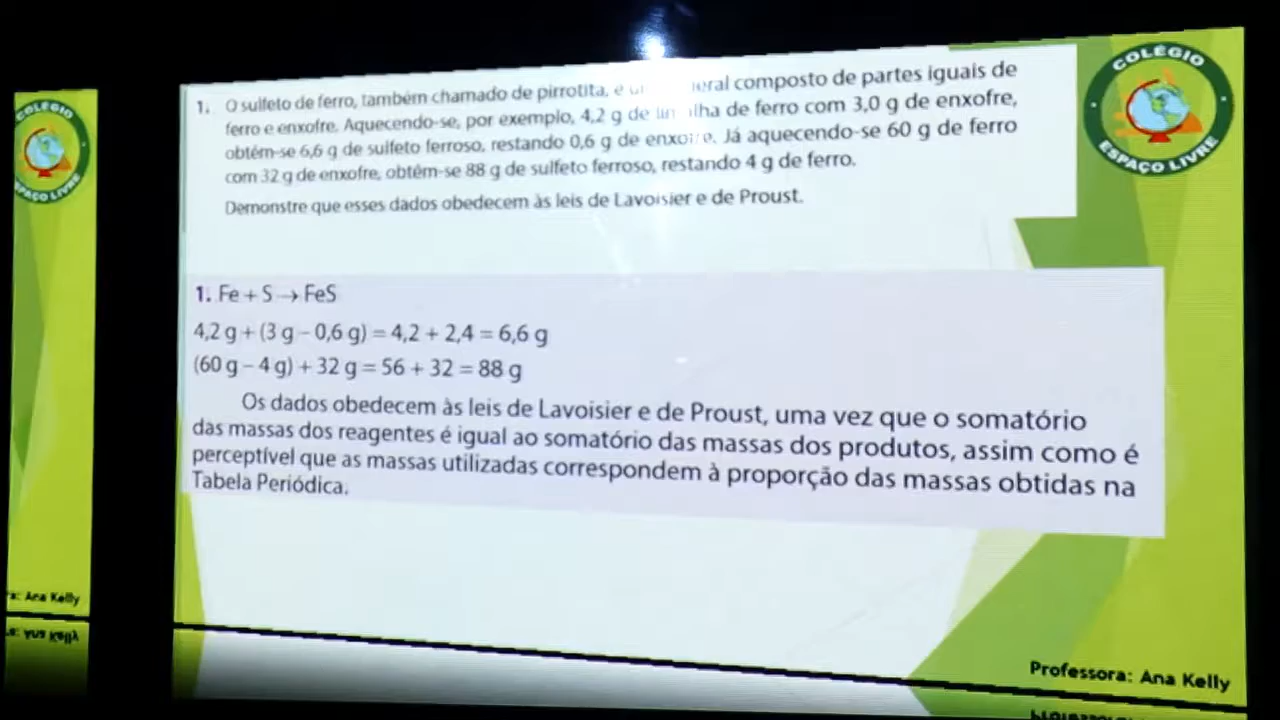 1. O sulfeto de ferro, também chamado de pirrotita, é composto de partes iguais de
ferro e enxofre. Aquecendo-se, por exemplo, 4,2 g de de ferro com 3,0 g de enxofre,
obtém-se 6,6 g de sulfeto ferroso, restando 0,6 g de enxofre. Já aquecendo-se 60 g de ferro
com 32 g de enxofre, obtêm-se 88 g de sulfeto ferroso, restando 4 g de ferro.
Demonstre que esses dados obedecem às leis de Lavoisier e de Proust.
1. Fe + S → FeS
4,2 g + (3 g – 0,6 g) = 4,2 + 2,4 = 6,6 g
(60 g – 4 g) + 32 g = 56 + 32 = 88 g
Os dados obedecem às leis de Lavoisier e de Proust, uma vez que o somatório
das massas dos reagentes é igual ao somatório das massas dos produtos, assim como é
perceptível que as massas utilizadas correspondem à proporção das massas obtidas na
Tabela Periódica.
COLÉGIO
ESPAÇO LIVRE
Professora: Ana Kelly
COLÉGIO
PAÇO LIVRE
a: Ana Kelly